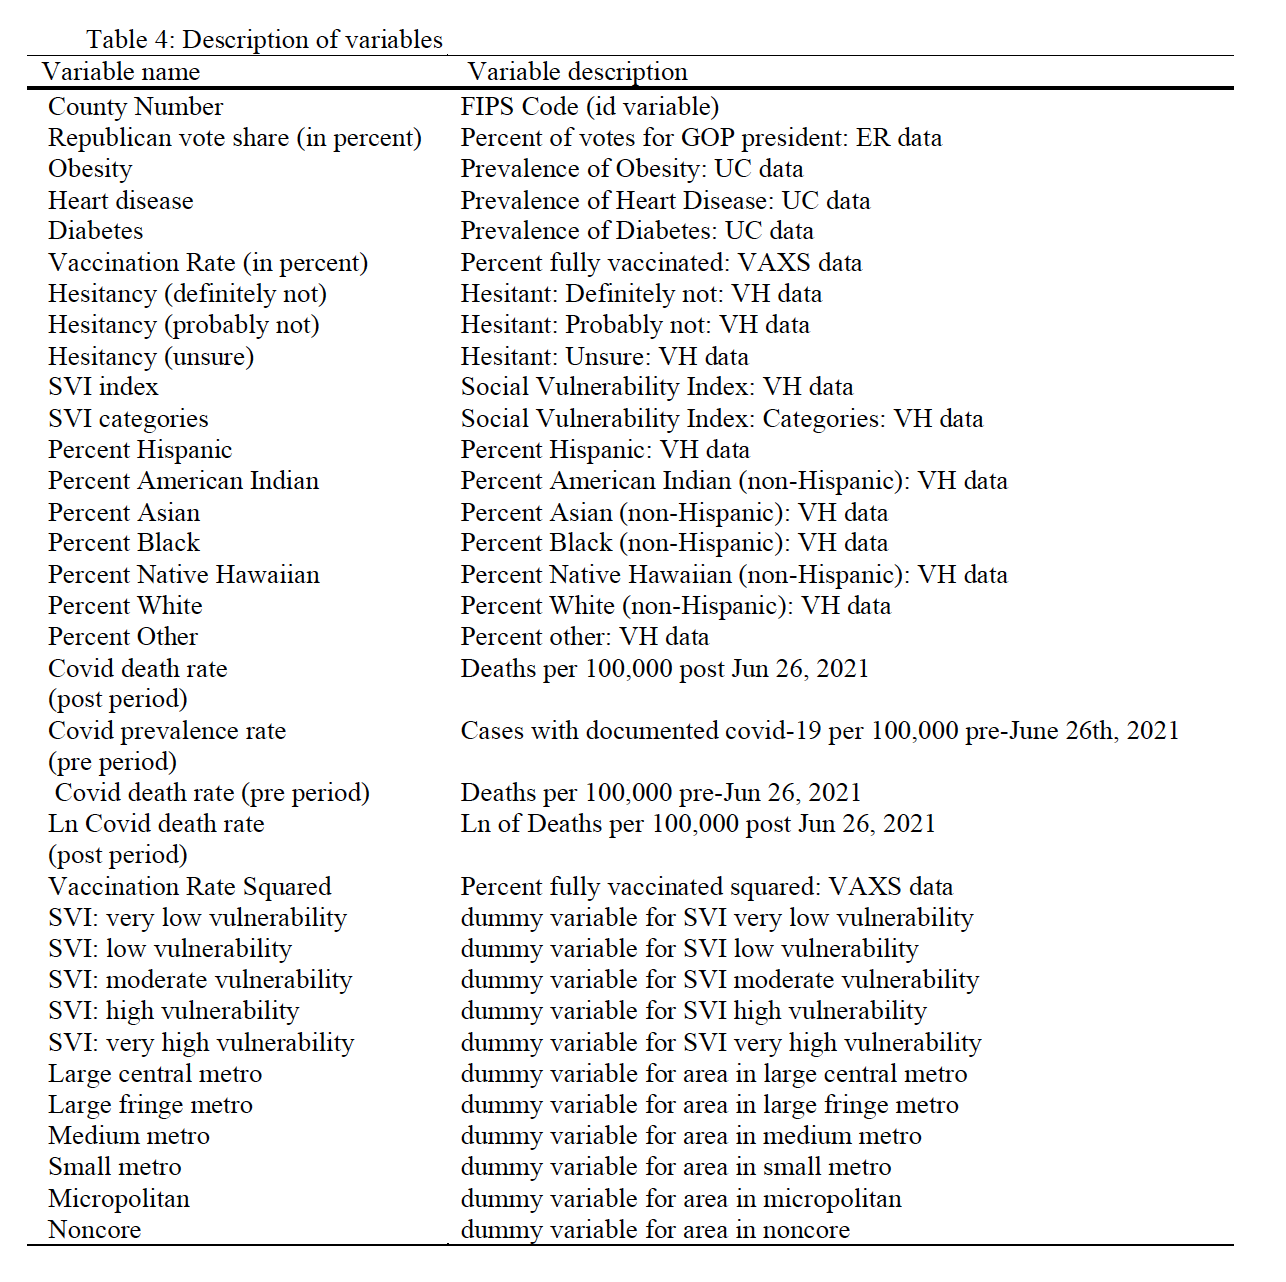 Table 4: Description of variables
Variable name Variable description
County Number FIPS Code (id variable)
Republican vote share (in percent) Percent of votes for GOP president: ER data
Obesity Prevalence of Obesity: UC data
Heart disease Prevalence of Heart Disease: UC data
Diabetes Prevalence of Diabetes: UC data
Vaccination Rate (in percent) Percent fully vaccinated: VAXS data
Hesitancy (definitely not) Hesitant: Definitely not: VH data
Hesitancy (probably not) Hesitant: Probably not: VH data
Hesitancy (unsure) Hesitant: Unsure: VH data
SVI index Social Vulnerability Index: VH data
SVI categories Social Vulnerability Index: Categories: VH data
Percent Hispanic Percent Hispanic: VH data
Percent American Indian Percent American Indian (non-Hispanic): VH data
Percent Asian Percent Asian (non-Hispanic): VH data
Percent Black Percent Black (non-Hispanic): VH data
Percent Native Hawaiian Percent Native Hawaiian (non-Hispanic): VH data
Percent White Percent White (non-Hispanic): VH data
Percent Other Percent other: VH data
Covid death rate Deaths per 100,000 post Jun 26, 2021
(post period)
Covid prevalence rate Cases with documented covid-19 per 100,000 pre-June 26th, 2021
(pre period)
Covid death rate (pre period) Deaths per 100,000 pre-Jun 26, 2021
Ln Covid death rate Ln of Deaths per 100,000 post Jun 26, 2021
(post period)
Vaccination Rate Squared Percent fully vaccinated squared: VAXS data
SVI: very low vulnerability dummy variable for SVI very low vulnerability
SVI: low vulnerability dummy variable for SVI low vulnerability
SVI: moderate vulnerability dummy variable for SVI moderate vulnerability
SVI: high vulnerability dummy variable for SVI high vulnerability
SVI: very high vulnerability dummy variable for SVI very high vulnerability
Large central metro dummy variable for area in large central metro
Large fringe metro dummy variable for area in large fringe metro
Medium metro dummy variable for area in medium metro
Small metro dummy variable for area in small metro
Micropolitan dummy variable for area in micropolitan
Noncore dummy variable for area in noncore